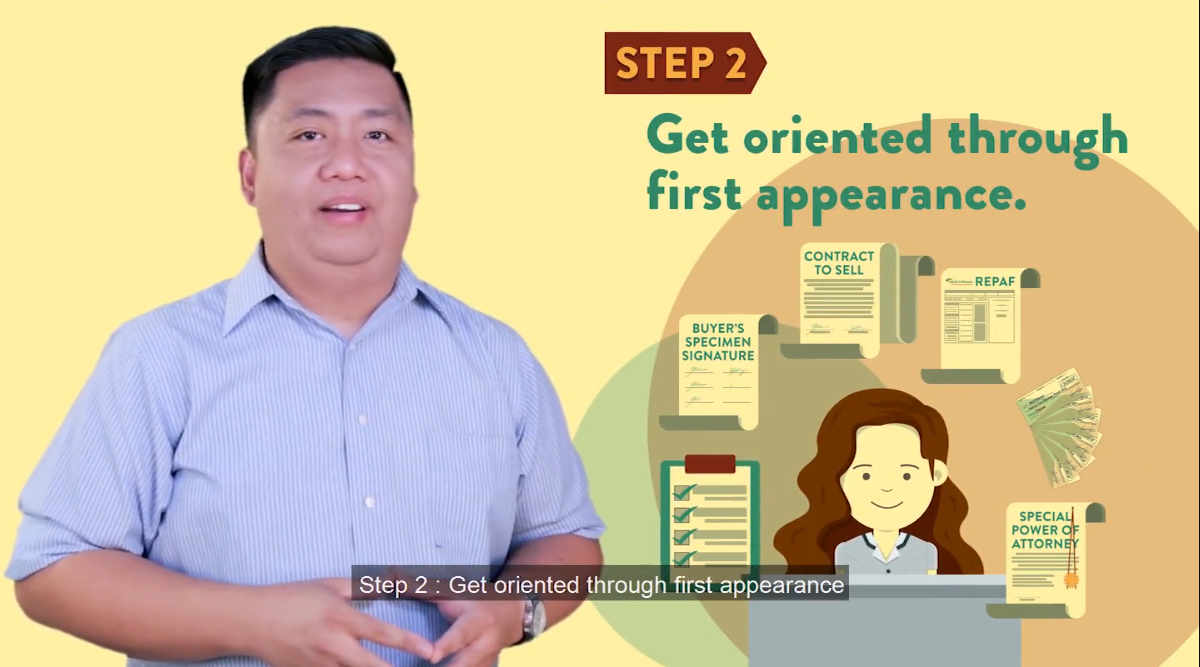 STEP 2
Get oriented through
first appearance.
CONTRACT
TO SELL
REPAF
BUYER'S
SPECIMEN
SIGNATURE
SPECIAL
POWER OF
ATTORNEY
Step 2 : Get oriented through first appearance